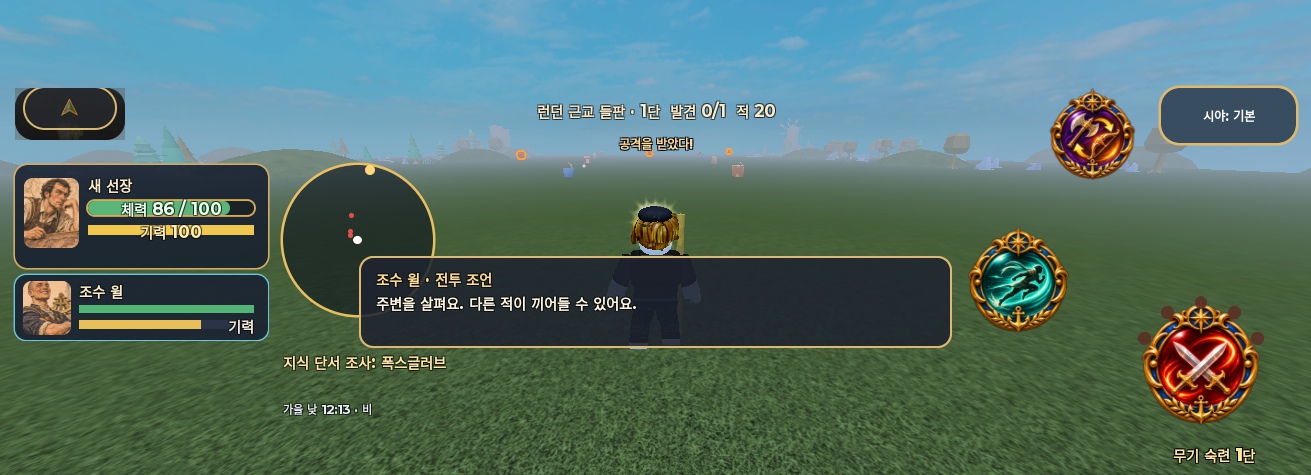 런던 근교 들판 · 1단 발견 0/1 적 20
공격을 받았다!
시야: 기본
새 선장
체력 86 / 100
기력 100
조수 윌
기력
조수 윌 · 전투 조언
주변을 살펴요. 다른 적이 끼어들 수 있어요.
지식 단서 조사: 폭스글러브
가을 낮 12:13 · 비
무기 숙련 1단